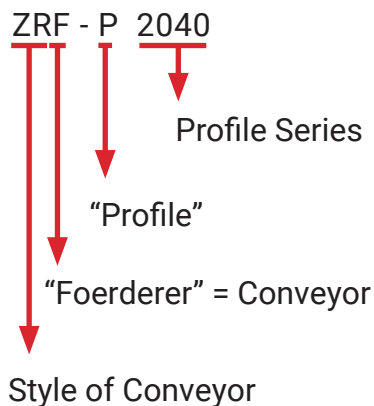 ZRF - P 2040
Profile Series
“Profile”
“Foerderer” = Conveyor
Style of Conveyor